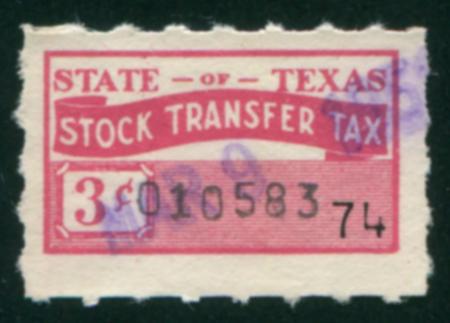 STATE — OF — TEXAS
STOCK TRANSFER TAX
3¢ 010583 74